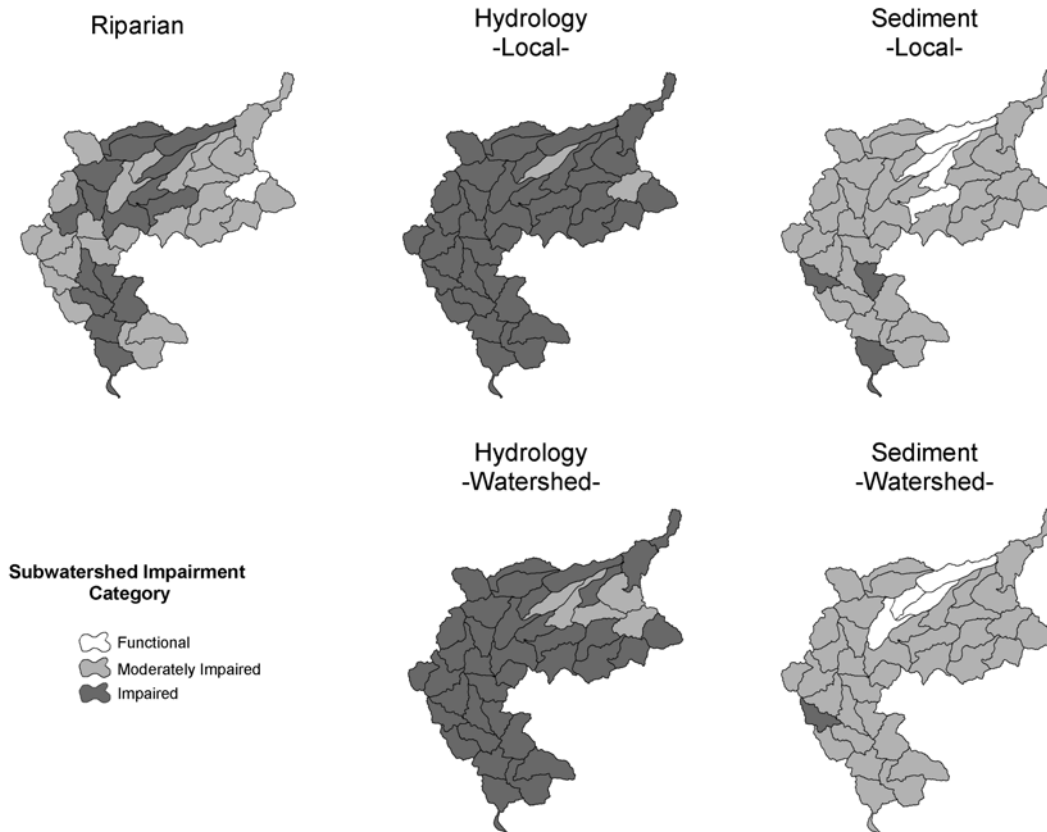 Riparian
Hydrology
-Local-
Sediment
-Local-
Hydrology
-Watershed-
Sediment
-Watershed-
Subwatershed Impairment
Category
Functional
Moderately Impaired
Impaired